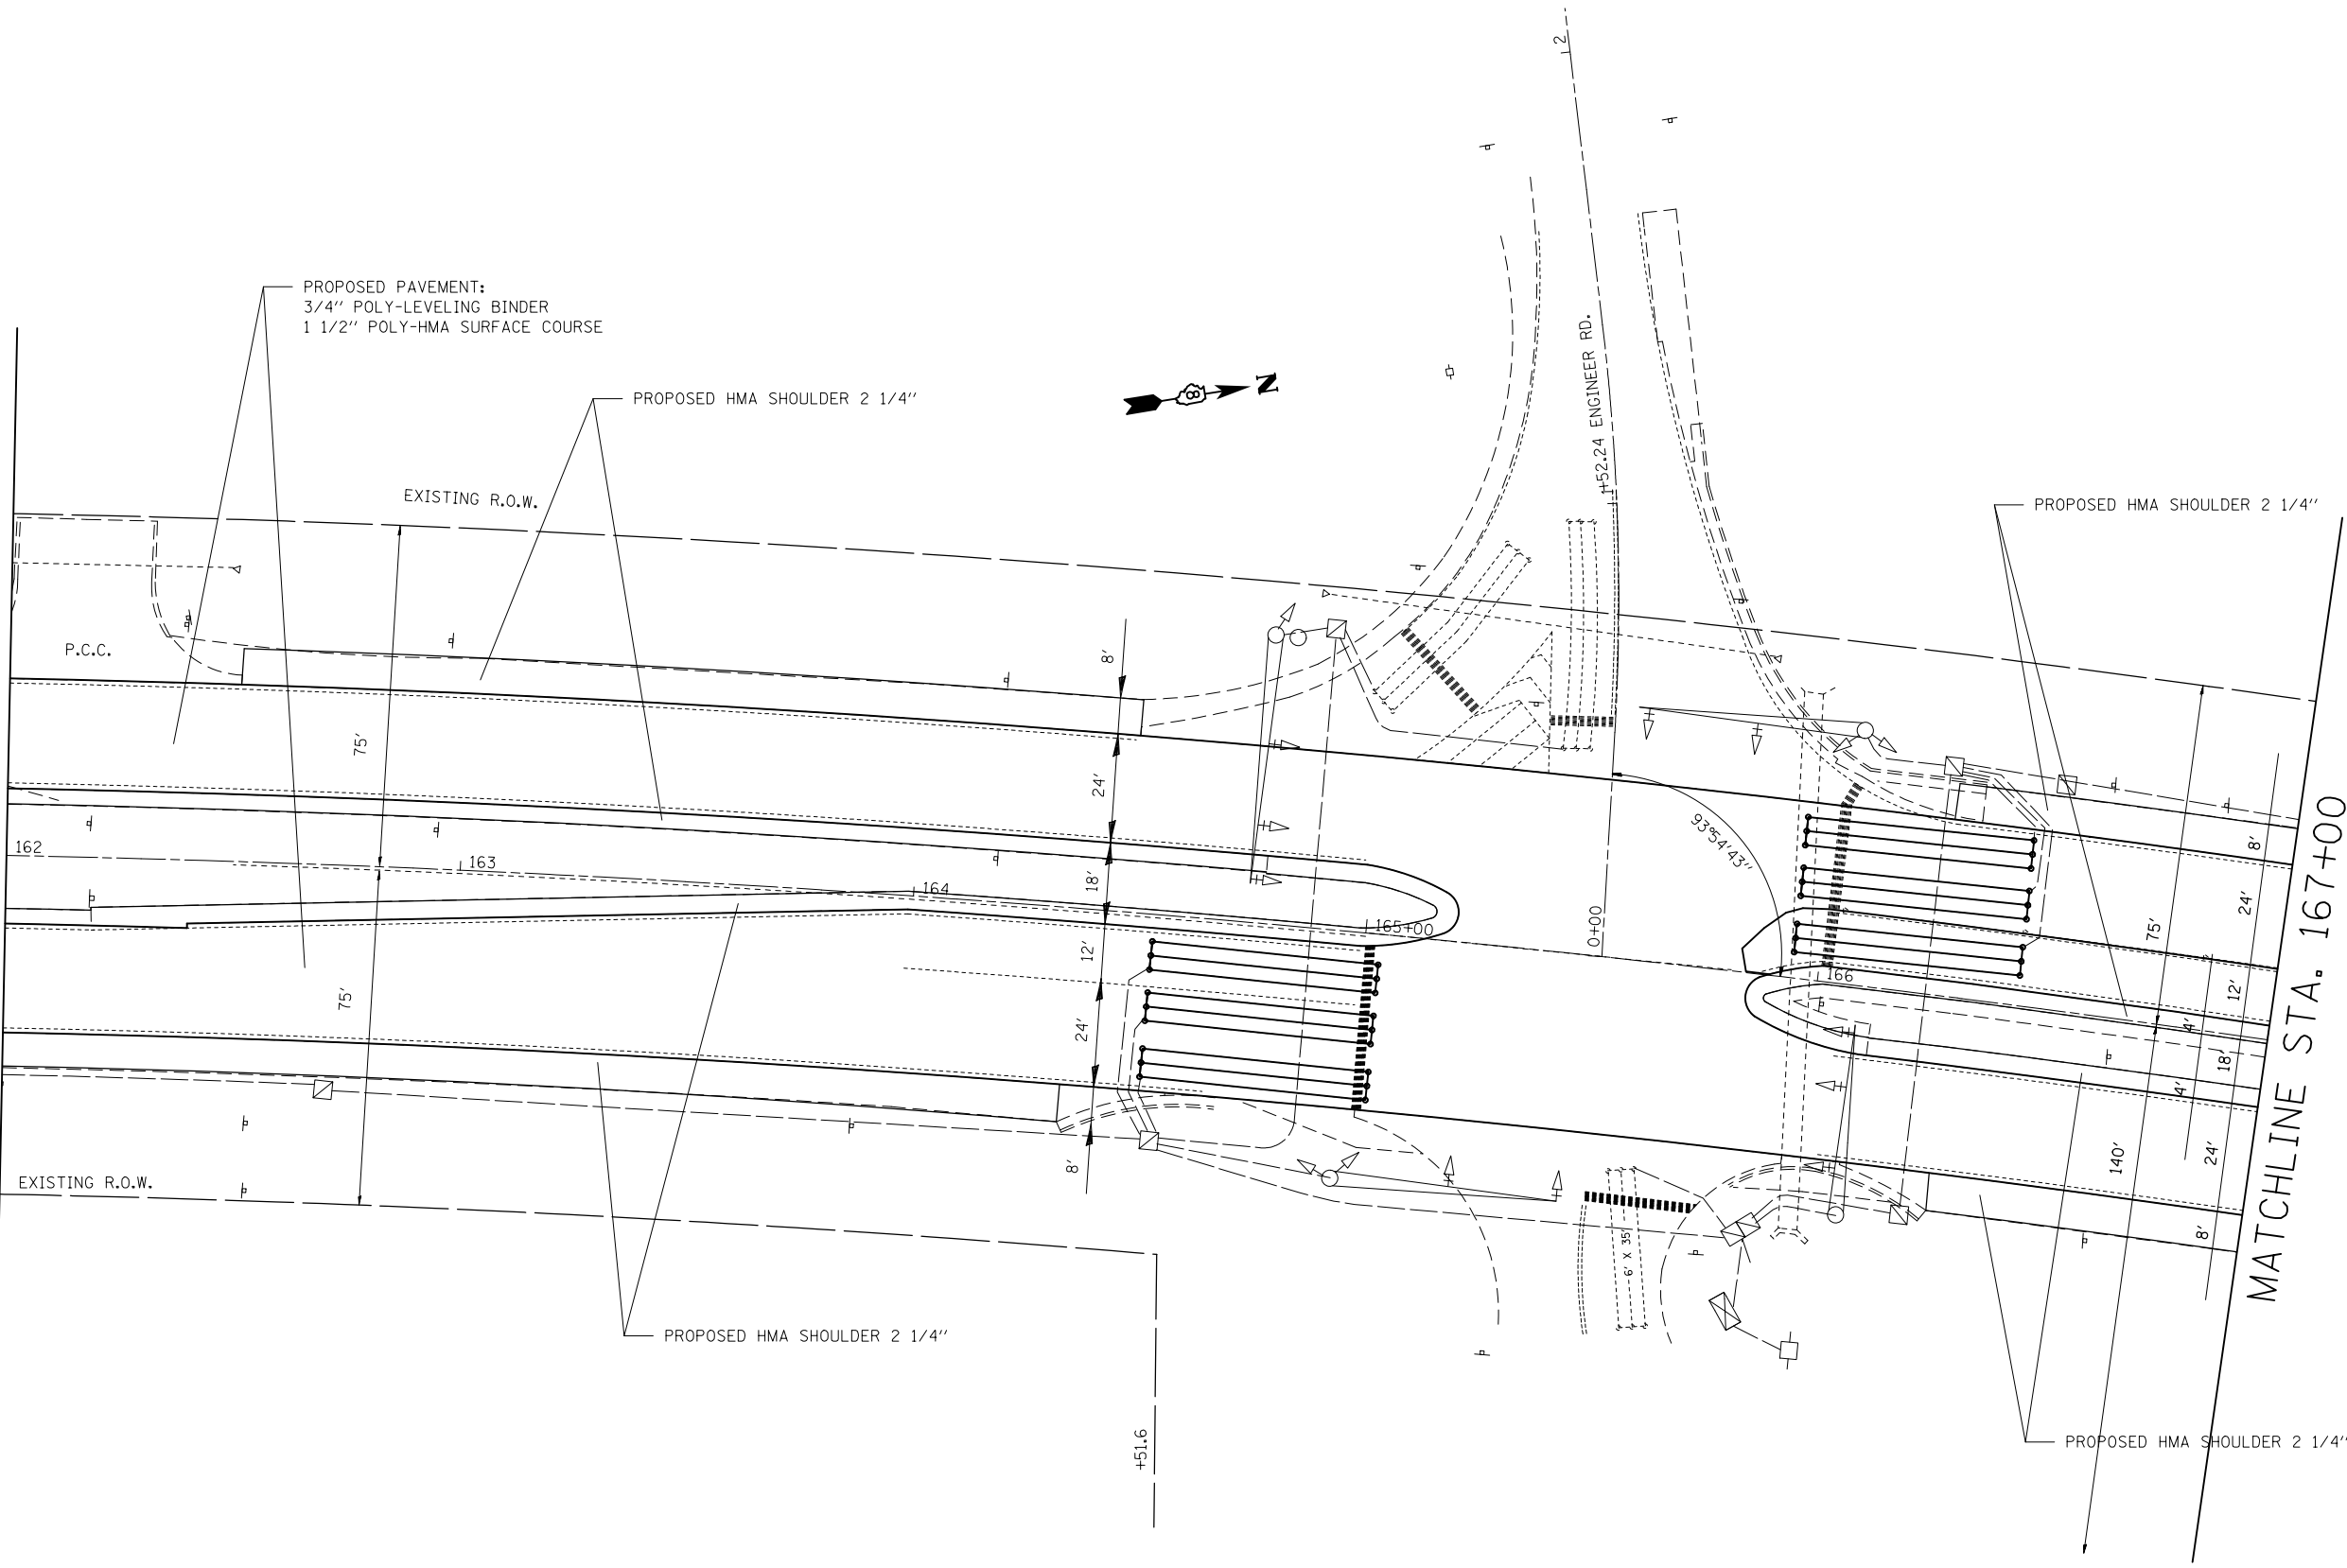 2
PROPOSED PAVEMENT:
3/4'' POLY-LEVELING BINDER
1 1/2'' POLY-HMA SURFACE COURSE
PROPOSED HMA SHOULDER 2 1/4''
8
N
+52.24 ENGINEER RD.
EXISTING R.O.W.
PROPOSED HMA SHOULDER 2 1/4''
P.C.C.
75'
8'
24'
18'
12'
24'
8'
162
163
164
165+00
166
0+00
93°54'43''
75'
EXISTING R.O.W.
PROPOSED HMA SHOULDER 2 1/4''
+51.6
6' X 35'
75'
140'
8'
24'
12'
4'
18'
4'
24'
8'
MATCHLINE STA. 167+00
PROPOSED HMA SHOULDER 2 1/4''